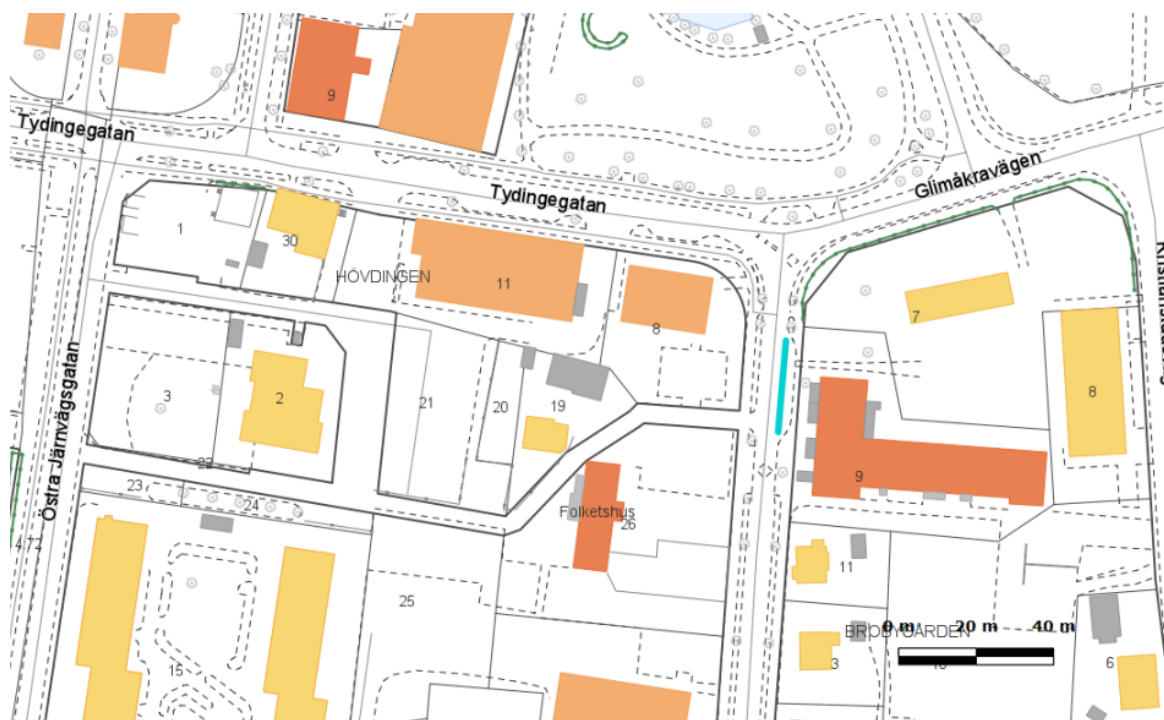 9
Tydingegatan
Glimåkravägen
Tydingegatan
1
30
HÖVDINGEN
11
7
8
8
Östra Järnvägsgatan
3
2
21
20
19
22
9
23
24
Folketshus
26
4:72
11
25
0 m 20 m 40 m
BROBYGÅRDEN
15
3
6